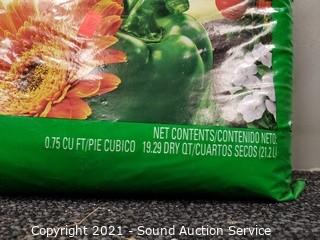 NET CONTENTS/CONTENIDO NETO:
0.75 CU FT/PIE CUBICO 19.29 DRY QT/CUARTOS SECOS (21.2 L)
Copyright 2021 - Sound Auction Service